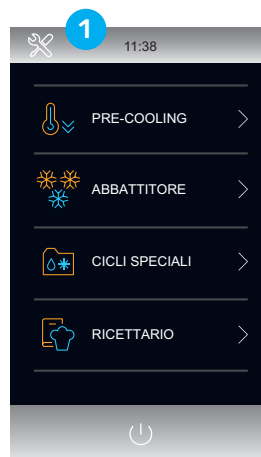 1
11:38
PRE-COOLING
ABBATTITORE
CICLI SPECIALI
RICETTARIO